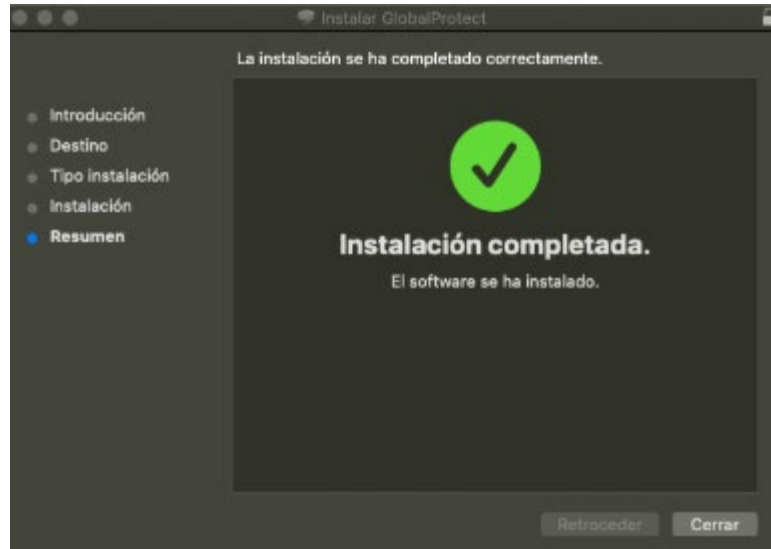 Instalar GlobalProtect
La instalación se ha completado correctamente.
Introducción
Destino
Tipo instalación
Instalación
Resumen
Instalación completada.
El software se ha instalado.
Retroceder
Cerrar